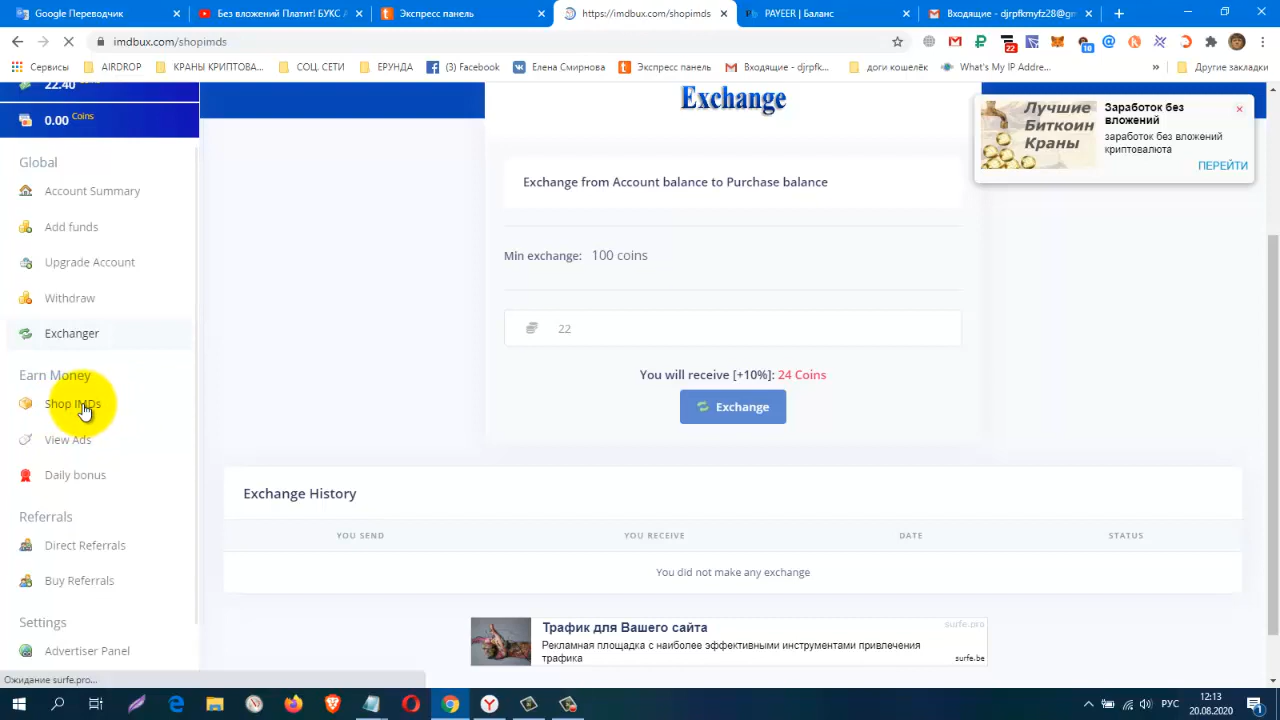 Google Переводчик
Без вложений Платит! БУКС А
Экспресс панель
https://imdbux.com/shopimds
PAYEER | Баланс
Входящие - djrpfkmyfz28@gm
imdbux.com/shopimds
22
10
Сервисы
AIRDROP
КРАНЫ КРИПТОВА...
СОЦ. СЕТИ
ЕРУНДА
(3) Facebook
Елена Смирнова
Экспресс панель
Входящие - djrjpfk...
доги кошелёк
What's My IP Addre...
»
Другие закладки
22.40
0.00 Coins
Global
Account Summary
Add funds
Upgrade Account
Withdraw
Exchanger
Earn Money
Shop IMDs
View Ads
Daily bonus
Referrals
Direct Referrals
Buy Referrals
Settings
Advertiser Panel
Exchange
Exchange from Account balance to Purchase balance
Min exchange: 100 coins
22
You will receive [+10%]: 24 Coins
Exchange
Exchange History
YOU SEND YOU RECEIVE DATE STATUS
You did not make any exchange
Трафик для Вашего сайта
surfe.pro
Рекламная площадка с наиболее эффективными инструментами привлечения
трафика
surfe.be
Лучшие
Биткоин
Краны
Заработок без
вложений
заработок без вложений
криптовалюта
ПЕРЕЙТИ
Ожидание surfe.pro...
РУС
12:13
20.08.2020
1